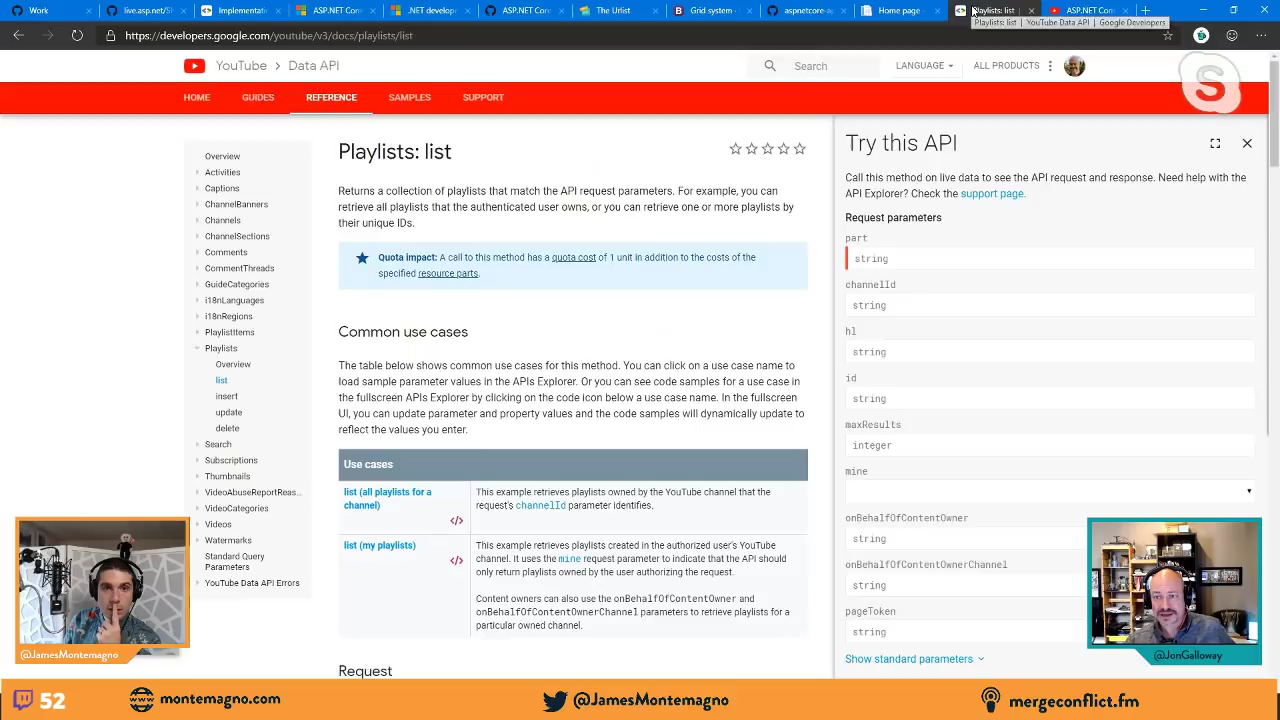 Work
live.asp.net/Sh
Implementatio
ASP.NET Core
.NET develope
ASP.NET Core
The Urlist
Grid system
aspnetcore-ap
Home page
Playlists: list
ASP.NET Core
Playlists: list | YouTube Data API | Google Developers
https://developers.google.com/youtube/v3/docs/playlists/list
YouTube > Data API
Search
LANGUAGE
ALL PRODUCTS
HOME
GUIDES
REFERENCE
SAMPLES
SUPPORT
Overview
Activities
Captions
ChannelBanners
Channels
ChannelSections
Comments
CommentThreads
GuideCategories
i18nLanguages
i18nRegions
PlaylistItems
Playlists
Overview
list
insert
update
delete
Search
Subscriptions
Thumbnails
VideoAbuseReportReas...
VideoCategories
Videos
Watermarks
Standard Query
Parameters
YouTube Data API Errors
Playlists: list
Returns a collection of playlists that match the API request parameters. For example, you can
retrieve all playlists that the authenticated user owns, or you can retrieve one or more playlists by
their unique IDs.
Quota impact: A call to this method has a quota cost of 1 unit in addition to the costs of the
specified resource parts.
Common use cases
The table below shows common use cases for this method. You can click on a use case name to
load sample parameter values in the APIs Explorer. Or you can see code samples for a use case in
the fullscreen APIs Explorer by clicking on the code icon below a use case name. In the fullscreen
UI, you can update parameter and property values and the code samples will dynamically update to
reflect the values you enter.
Use cases
list (all playlists for a
channel)
</>
This example retrieves playlists owned by the YouTube channel that the
request's channelId parameter identifies.
list (my playlists)
</>
This example retrieves playlists created in the authorized user's YouTube
channel. It uses the mine request parameter to indicate that the API should
only return playlists owned by the user authorizing the request.
Content owners can also use the onBehalfOfContentOwner and
onBehalfOfContentOwnerChannel parameters to retrieve playlists for a
particular owned channel.
Request
Try this API
Call this method on live data to see the API request and response. Need help with the
API Explorer? Check the support page.
Request parameters
part
string
channelId
string
hl
string
id
string
maxResults
integer
mine
onBehalfOfContentOwner
string
onBehalfOfContentOwnerChannel
string
pageToken
string
Show standard parameters
S
@JamesMontemagno
@JonGalloway
52
montemagno.com
@JamesMontemagno
mergeconflict.fm